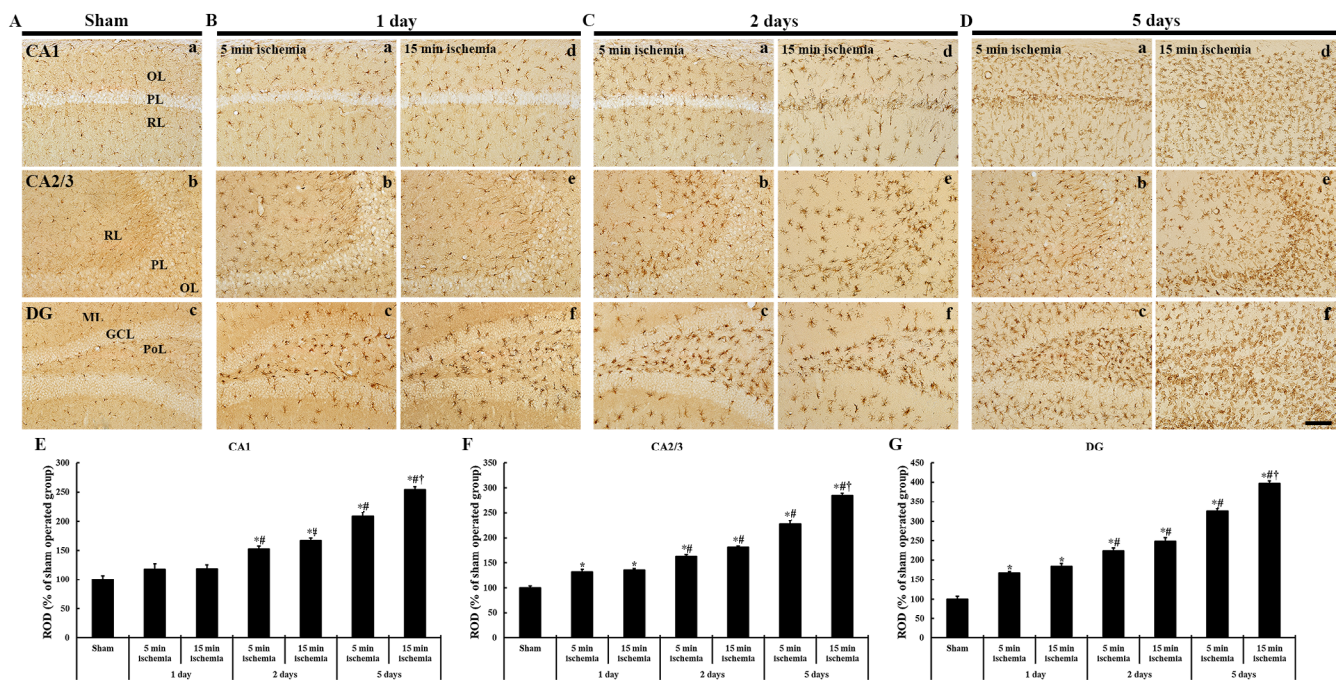 A Sham B 1 day C 2 days D 5 days
CA1 a 5 min ischemia a 15 min ischemia d 5 min ischemia a 15 min ischemia d 5 min ischemia a 15 min ischemia d
OL
PL
RL
CA2/3 b b e b e b e
RL
PL
OL
DG c c f c f c f
ML
GCL
PoL
E CA1
ROD (% of sham operated group)
300
250
200
150
100
50
0
*#
*#
*#
*#†
Sham
5 min ischemia
15 min ischemia
5 min ischemia
15 min ischemia
5 min ischemia
15 min ischemia
1 day
2 days
5 days
F CA2/3
ROD (% of sham operated group)
350
300
250
200
150
100
50
0
*
*
*#
*#
*#
*#†
Sham
5 min ischemia
15 min ischemia
5 min ischemia
15 min ischemia
5 min ischemia
15 min ischemia
1 day
2 days
5 days
G DG
ROD (% of sham operated group)
450
400
350
300
250
200
150
100
50
0
*
*
*#
*#
*#
*#†
Sham
5 min ischemia
15 min ischemia
5 min ischemia
15 min ischemia
5 min ischemia
15 min ischemia
1 day
2 days
5 days